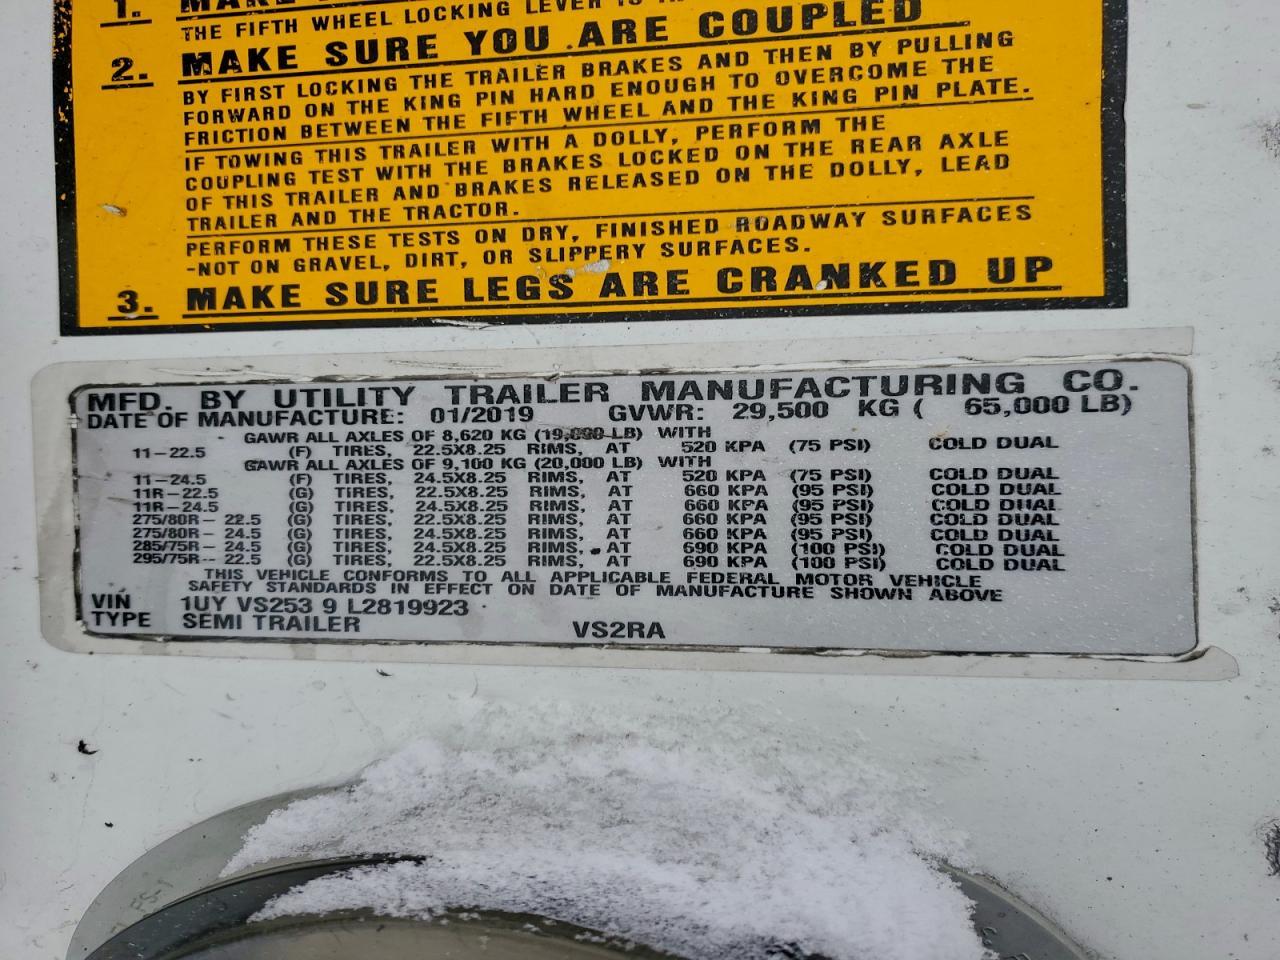 1. MAKE
THE FIFTH WHEEL LOCKING LEVER IS
2. MAKE SURE YOU ARE COUPLED
BY FIRST LOCKING THE TRAILER BRAKES AND THEN BY PULLING
FORWARD ON THE KING PIN HARD ENOUGH TO OVERCOME THE
FRICTION BETWEEN THE FIFTH WHEEL AND THE KING PIN PLATE.
IF TOWING THIS TRAILER WITH A DOLLY, PERFORM THE
COUPLING TEST WITH THE BRAKES LOCKED ON THE REAR AXLE
OF THIS TRAILER AND BRAKES RELEASED ON THE DOLLY, LEAD
TRAILER AND THE TRACTOR.
PERFORM THESE TESTS ON DRY, FINISHED ROADWAY SURFACES
-NOT ON GRAVEL, DIRT, OR SLIPPERY SURFACES.
3. MAKE SURE LEGS ARE CRANKED UP
MFD. BY UTILITY TRAILER MANUFACTURING CO.
DATE OF MANUFACTURE: 01/2019 GVWR: 29,500 KG ( 65,000 LB)
GAWR ALL AXLES OF 8,620 KG (19,000 LB) WITH
11-22.5 (F) TIRES, 22.5X8.25 RIMS, AT 520 KPA (75 PSI) COLD DUAL
GAWR ALL AXLES OF 9,100 KG (20,000 LB) WITH
11-24.5 (F) TIRES, 24.5X8.25 RIMS, AT 520 KPA (75 PSI) COLD DUAL
11R-22.5 (G) TIRES, 22.5X8.25 RIMS, AT 660 KPA (95 PSI) COLD DUAL
11R-24.5 (G) TIRES, 24.5X8.25 RIMS, AT 660 KPA (95 PSI) COLD DUAL
275/80R- 22.5 (G) TIRES, 22.5X8.25 RIMS, AT 660 KPA (95 PSI) COLD DUAL
275/80R- 24.5 (G) TIRES, 24.5X8.25 RIMS, AT 660 KPA (95 PSI) COLD DUAL
285/75R- 24.5 (G) TIRES, 24.5X8.25 RIMS, AT 690 KPA (100 PSI) COLD DUAL
295/75R- 22.5 (G) TIRES, 22.5X8.25 RIMS, AT 690 KPA (100 PSI) COLD DUAL
THIS VEHICLE CONFORMS TO ALL APPLICABLE FEDERAL MOTOR VEHICLE
SAFETY STANDARDS IN EFFECT ON DATE OF MANUFACTURE SHOWN ABOVE
VIN 1UY VS253 9 L2819923
TYPE SEMI TRAILER VS2RA